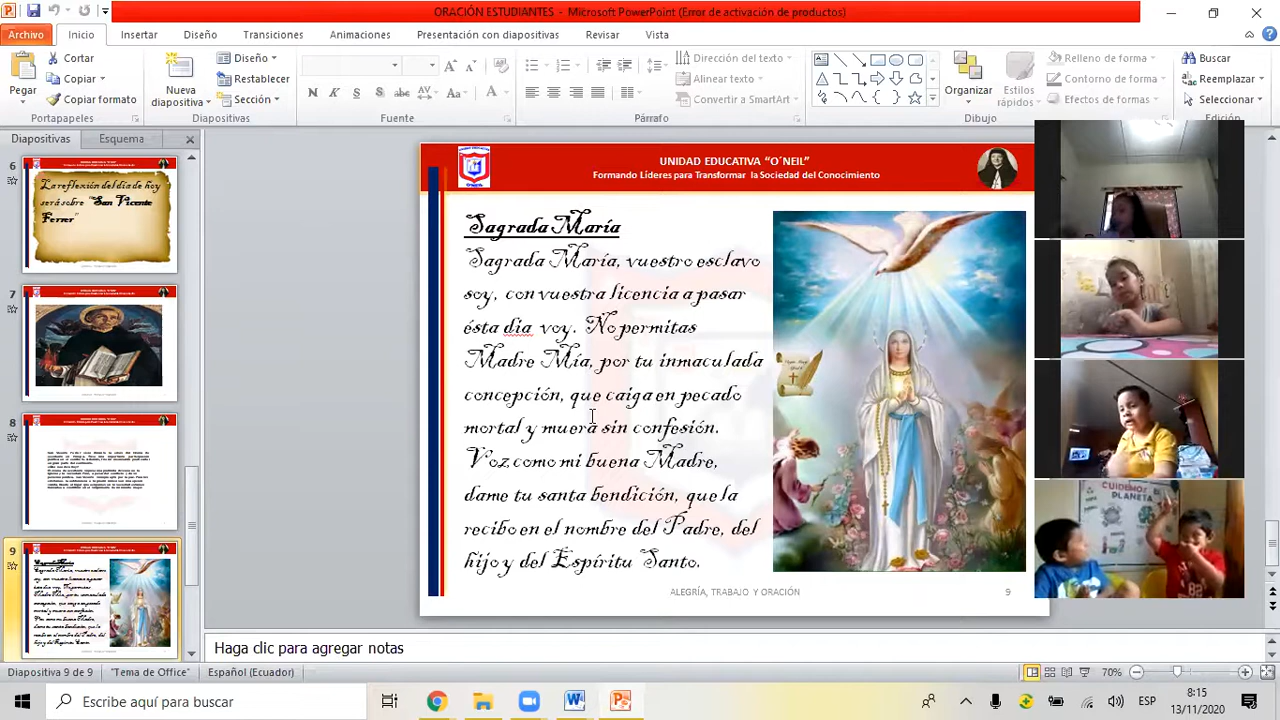 ORACIÓN ESTUDIANTES - Microsoft PowerPoint (Error de activación de productos)
Archivo Inicio Insertar Diseño Transiciones Animaciones Presentación con diapositivas Revisar Vista
Cortar
Copiar
Copiar formato
Pegar
Portapapeles
Nueva
diapositiva
Diseño
Restablecer
Sección
Diapositivas
Fuente
Párrafo
Dirección del texto
Alinear texto
Convertir a SmartArt
Organizar
Estilos
rápidos
Relleno de forma
Contorno de forma
Efectos de formas
Dibujo
Buscar
Reemplazar
Seleccionar
Edición
Diapositivas Esquema
6
La reflexión del día de hoy
será sobre "San Vicente
Ferrer"
8
9
UNIDAD EDUCATIVA "O´NEIL"
Formando Líderes para Transformar la Sociedad del Conocimiento
Sagrada María
Sagrada María, vuestro esclavo
soy, con vuestra licencia a pasar
ésta día voy. No permitas
Madre Mía, por tu inmaculada
concepción, que caiga en pecado
mortal y muera sin confesión.
Voz como mi buena Madre,
dame tu santa bendición, que la
recibo en el nombre del Padre, del
hijo y del Espíritu Santo.
ALEGRÍA, TRABAJO Y ORACIÓN 9
CUIDEMOS
PLANETA
Haga clic para agregar notas
Diapositiva 9 de 9 "Tema de Office" Español (Ecuador) 70%
Escribe aquí para buscar
ESP
8:15
13/11/2020